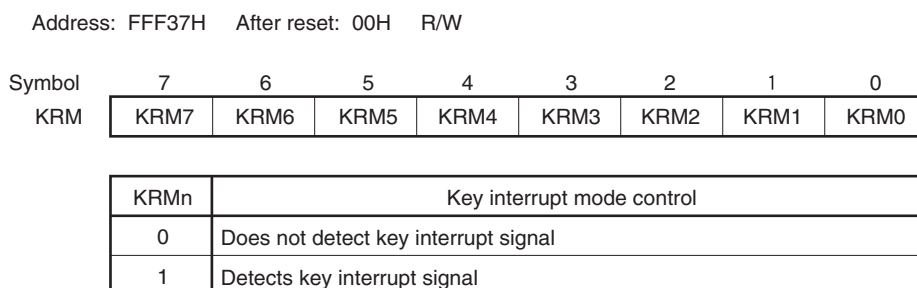 Address: FFF37H After reset: 00H R/W
Symbol 7 6 5 4 3 2 1 0
KRM KRM7 KRM6 KRM5 KRM4 KRM3 KRM2 KRM1 KRM0
KRMn Key interrupt mode control
0 Does not detect key interrupt signal
1 Detects key interrupt signal